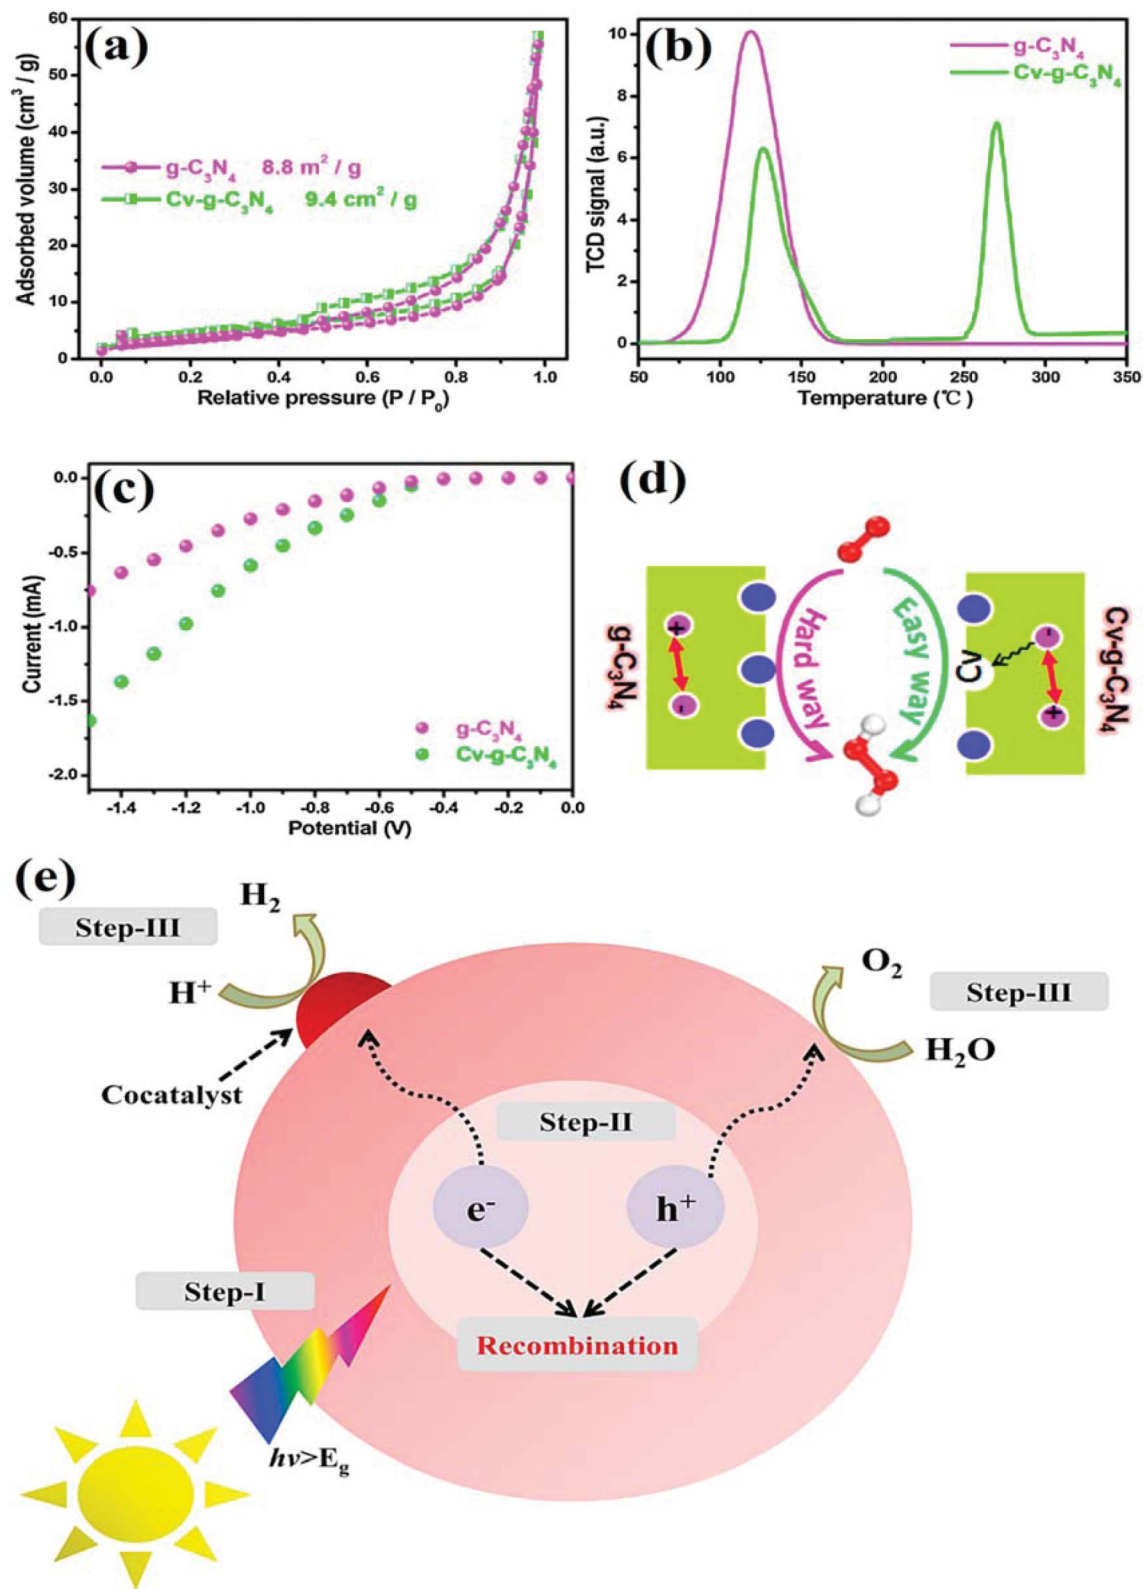 (a)
60
50
40
30
20
10
0
Adsorbed volume (cm³ / g)
g-C₃N₄ 8.8 m² / g
Cv-g-C₃N₄ 9.4 cm² / g
0.0 0.2 0.4 0.6 0.8 1.0
Relative pressure (P / P₀)
(b)
10
8
6
4
2
0
TCD signal (a.u.)
g-C₃N₄
Cv-g-C₃N₄
50 100 150 200 250 300 350
Temperature (℃)
(c)
0.0
-0.5
-1.0
-1.5
-2.0
Current (mA)
g-C₃N₄
Cv-g-C₃N₄
-1.4 -1.2 -1.0 -0.8 -0.6 -0.4 -0.2 0.0
Potential (V)
(d)
g-C₃N₄
+
-
Hard way
Easy way
Cv
-
+
Cv-g-C₃N₄
(e)
H₂
Step-III
H⁺
Cocatalyst
O₂
Step-III
H₂O
Step-II
e⁻
h⁺
Step-I
Recombination
hν>E<sub>g</sub>